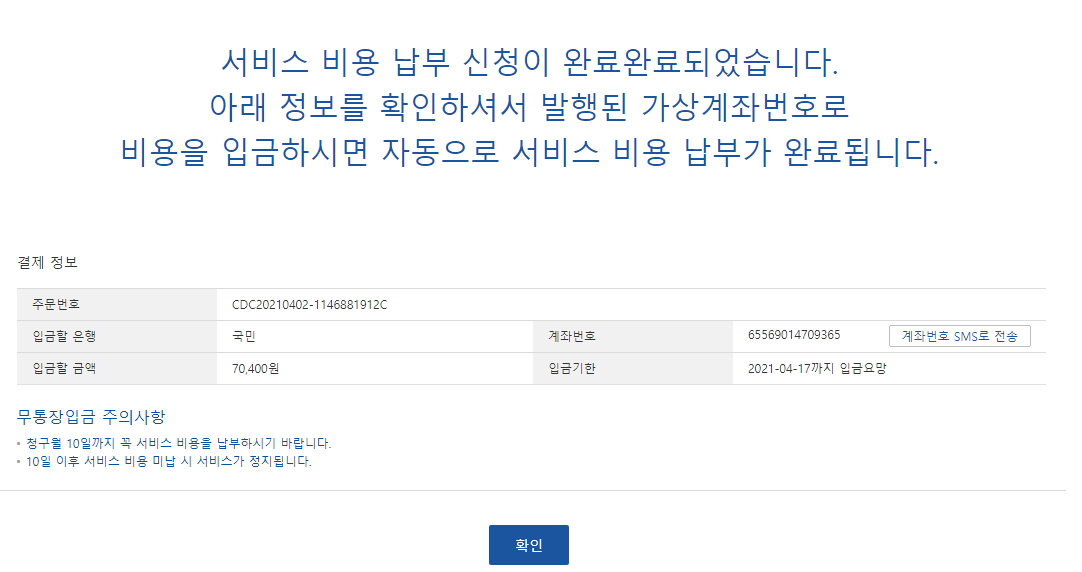 서비스 비용 납부 신청이 완료완료되었습니다.
아래 정보를 확인하셔서 발행된 가상계좌번호로
비용을 입금하시면 자동으로 서비스 비용 납부가 완료됩니다.
결제 정보
주문번호 CDC20210402-1146881912C
입금할 은행 국민 계좌번호 65569014709365 계좌번호 SMS로 전송
입금할 금액 70,400원 입금기한 2021-04-17까지 입금요망
무통장입금 주의사항
• 청구월 10일까지 꼭 서비스 비용을 납부하시기 바랍니다.
• 10일 이후 서비스 비용 미납 시 서비스가 정지됩니다.
확인